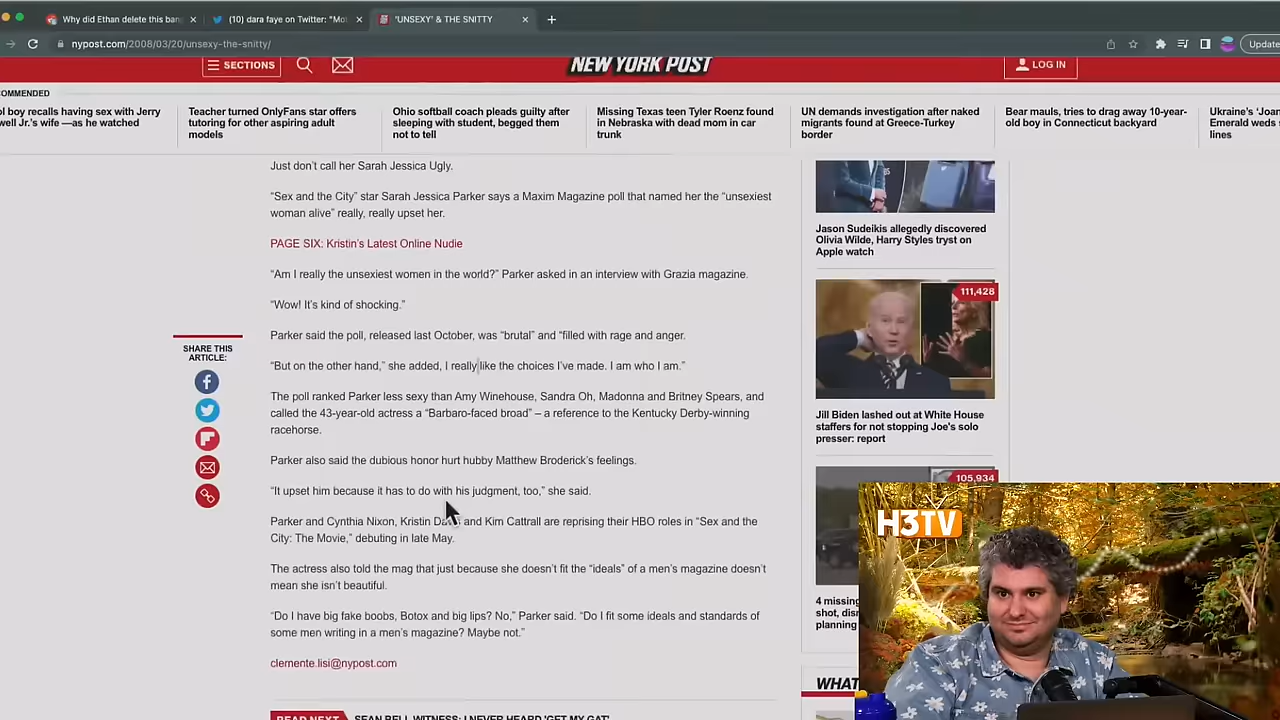 Why did Ethan delete this ban
(10) dara faye on Twitter: "Mot
'UNSEXY' & THE SNITTY
nypost.com/2008/03/20/unsexy-the-snitty/
Update
SECTIONS
NEW YORK POST
LOG IN
COMMENDED
ol boy recalls having sex with Jerry
well Jr.'s wife —as he watched
Teacher turned OnlyFans star offers
tutoring for other aspiring adult
models
Ohio softball coach pleads guilty after
sleeping with student, begged them
not to tell
Missing Texas teen Tyler Roenz found
in Nebraska with dead mom in car
trunk
UN demands investigation after naked
migrants found at Greece-Turkey
border
Bear mauls, tries to drag away 10-year-
old boy in Connecticut backyard
Ukraine's 'Joan
Emerald weds s
lines
Just don't call her Sarah Jessica Ugly.
“Sex and the City” star Sarah Jessica Parker says a Maxim Magazine poll that named her the “unsexiest
woman alive” really, really upset her.
PAGE SIX: Kristin's Latest Online Nudie
“Am I really the unsexiest women in the world?” Parker asked in an interview with Grazia magazine.
“Wow! It's kind of shocking.”
Parker said the poll, released last October, was “brutal” and “filled with rage and anger.
“But on the other hand,” she added, I really like the choices I've made. I am who I am.”
The poll ranked Parker less sexy than Amy Winehouse, Sandra Oh, Madonna and Britney Spears, and
called the 43-year-old actress a “Barbaro-faced broad” – a reference to the Kentucky Derby-winning
racehorse.
Parker also said the dubious honor hurt hubby Matthew Broderick's feelings.
“It upset him because it has to do with his judgment, too,” she said.
Parker and Cynthia Nixon, Kristin Da and Kim Cattrall are reprising their HBO roles in “Sex and the
City: The Movie,” debuting in late May.
The actress also told the mag that just because she doesn't fit the “ideals” of a men's magazine doesn't
mean she isn't beautiful.
“Do I have big fake boobs, Botox and big lips? No,” Parker said. “Do I fit some ideals and standards of
some men writing in a men's magazine? Maybe not.”
clemente.lisi@nypost.com
READ NEXT
SEAN BELL WITNESS: I NEVER HEARD 'GET MY GAT'
SHARE THIS
ARTICLE:
Jason Sudeikis allegedly discovered
Olivia Wilde, Harry Styles tryst on
Apple watch
111,428
Jill Biden lashed out at White House
staffers for not stopping Joe's solo
presser: report
105,934
4 missing
shot, dis
planning
WHAT
H3TV